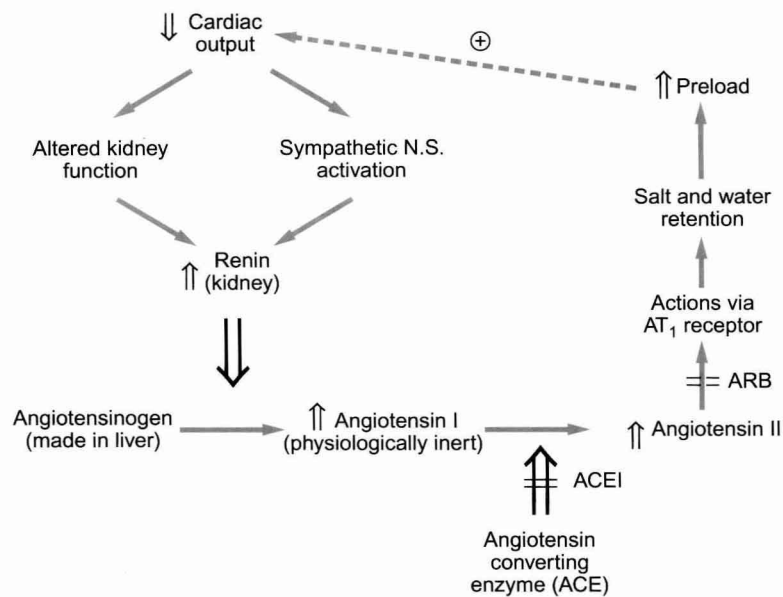 ⇓ Cardiac
output
⊕
⇑ Preload
Altered kidney
function
Sympathetic N.S.
activation
Salt and water
retention
⇑ Renin
(kidney)
Actions via
AT₁ receptor
ARB
Angiotensinogen
(made in liver)
⇑ Angiotensin I
(physiologically inert)
⇑ Angiotensin II
ACEI
Angiotensin
converting
enzyme (ACE)